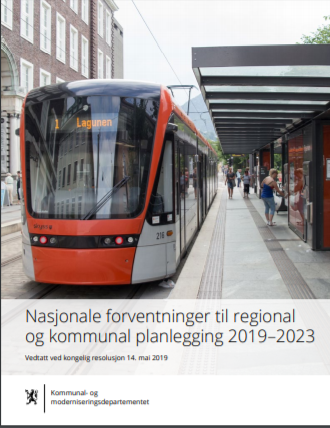 1 Lagunen
216
Nasjonale forventninger til regional
og kommunal planlegging 2019–2023
Vedtatt ved kongelig resolusjon 14. mai 2019
Kommunal- og
moderniseringsdepartementet